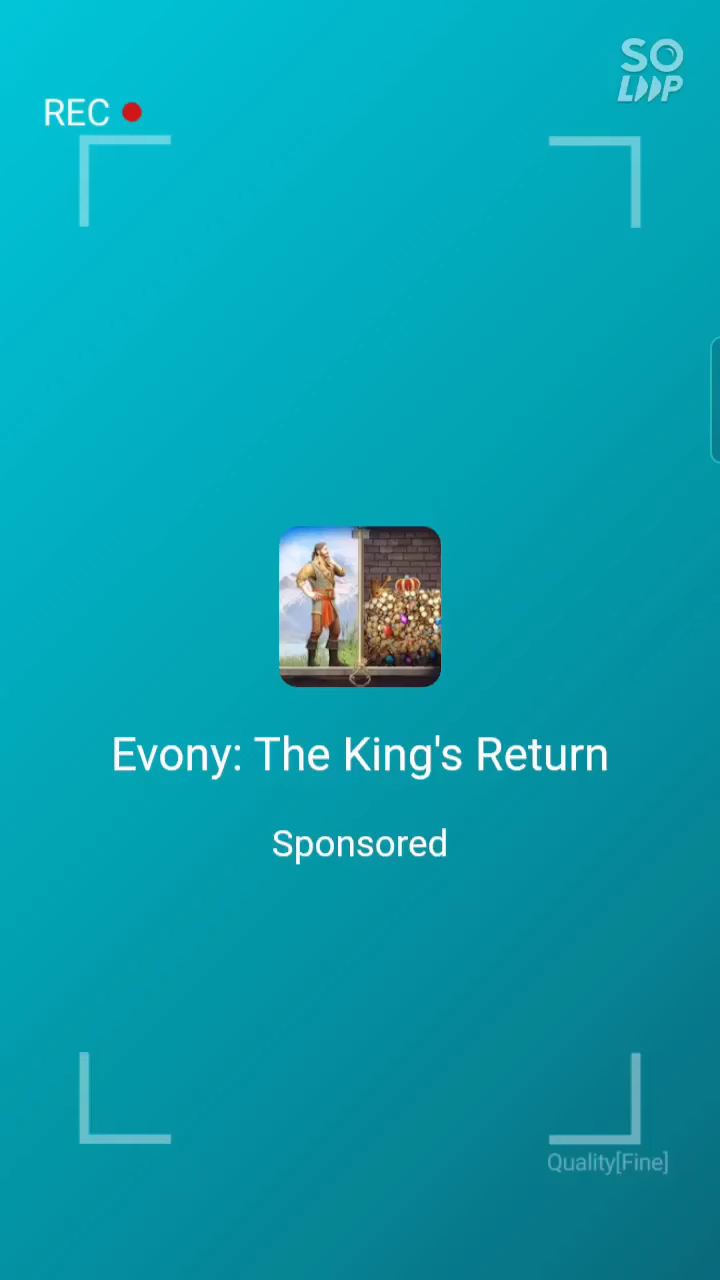 SO
LOOP
REC
Evony: The King's Return
Sponsored
Quality[Fine]